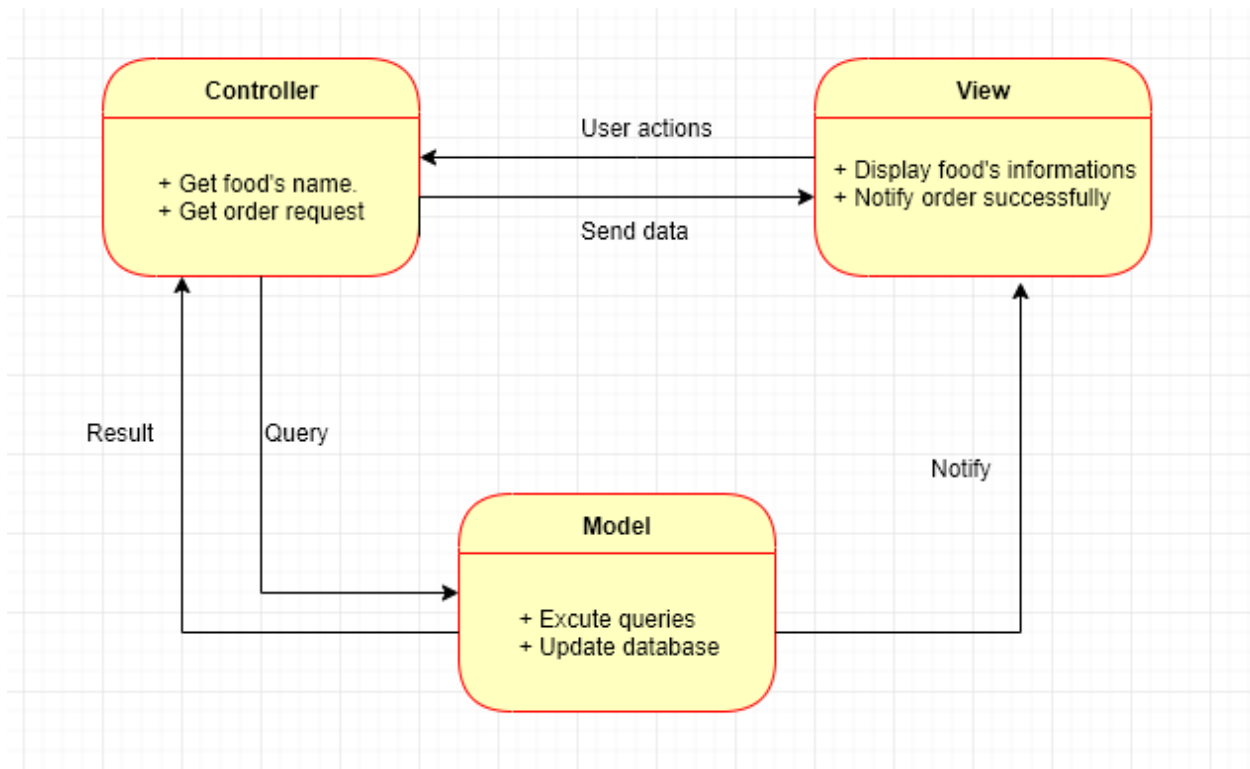 Controller
+ Get food's name.
+ Get order request
User actions
Send data
View
+ Display food's informations
+ Notify order successfully
Result
Query
Notify
Model
+ Excute queries
+ Update database